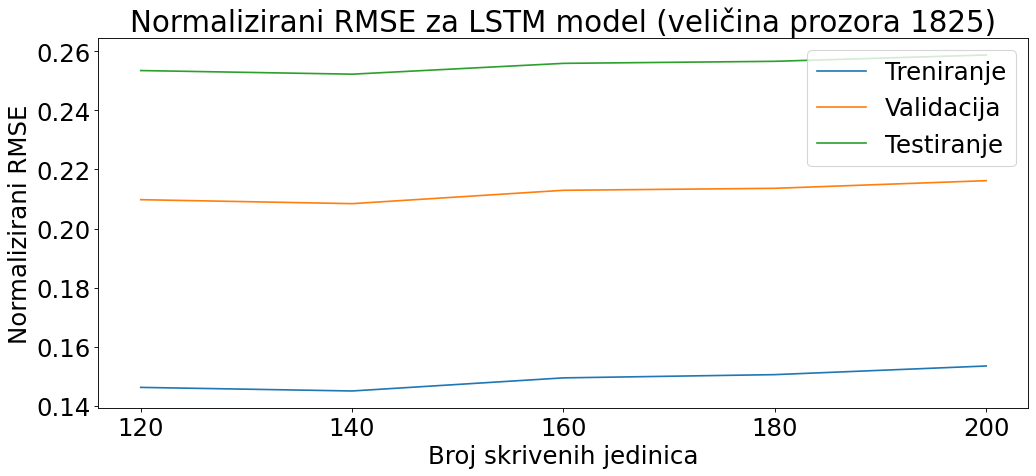 Normalizirani RMSE za LSTM model (veličina prozora 1825)
Normalizirani RMSE
0.26
0.24
0.22
0.20
0.18
0.16
0.14
Treniranje
Validacija
Testiranje
120 140 160 180 200
Broj skrivenih jedinica